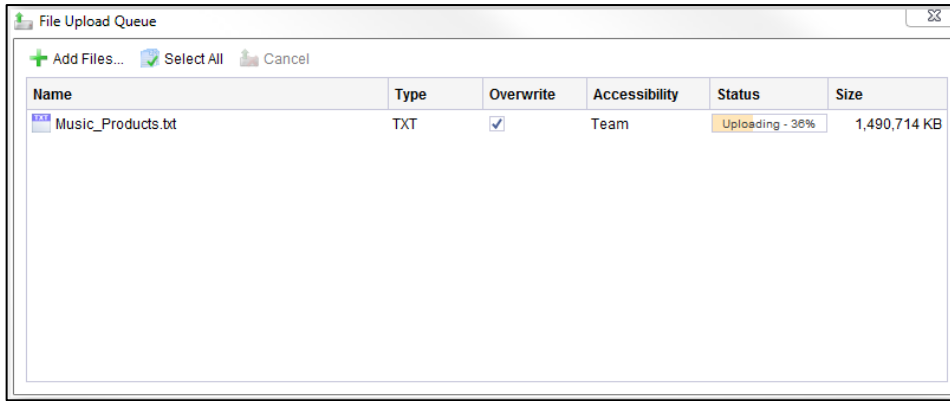 File Upload Queue
Add Files... Select All Cancel
Name Type Overwrite Accessibility Status Size
TXT Music_Products.txt TXT Team Uploading - 36% 1,490,714 KB